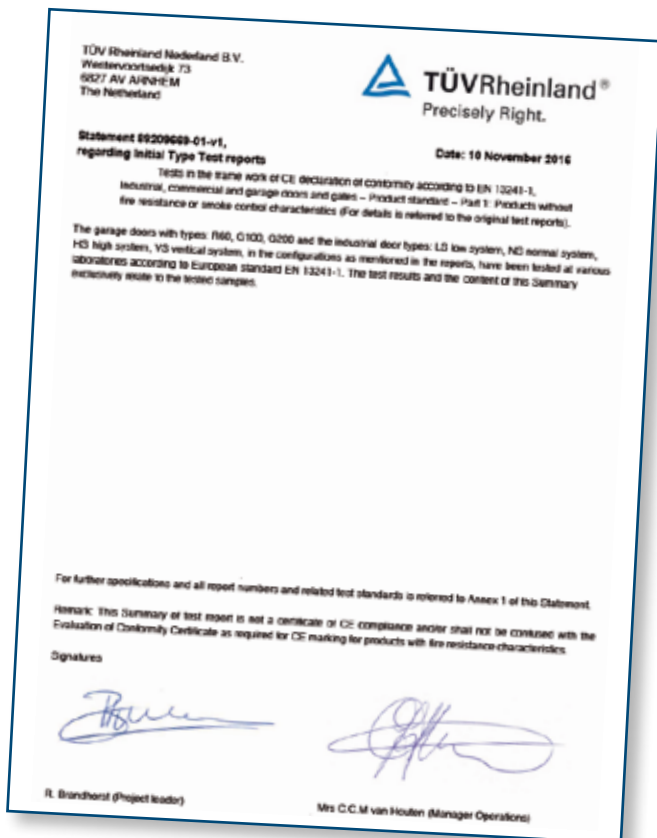 TÜV Rheinland Nederland B.V.
Westervoortsedijk 73
6827 AV ARNHEM
The Netherland
TÜVRheinland®
Precisely Right.
Statement 89209669-01-v1,
regarding Initial Type Test reports
Date: 10 November 2016
Tests in the frame work of CE declaration of conformity according to EN 13241-1,
Industrial, commercial and garage doors and gates – Product standard – Part 1: Products without
fire resistance or smoke control characteristics (For details is referred to the original test reports).
The garage doors with types: R60, G100, G200 and the industrial door types: LS low system, NS normal system,
HS high system, VS vertical system, in the configurations as mentioned in the reports, have been tested at various
laboratories according to European standard EN 13241-1. The test results and the content of this Summary
exclusively relate to the tested samples.
For further specifications and all report numbers and related test standards is referred to Annex 1 of this Statement.
Remark: This Summary of test report is not a certificate of CE compliance and/or shall not be confused with the
Evaluation of Conformity Certificate as required for CE marking for products with fire resistance characteristics.
Signatures
R. Brandhorst (Project leader)
Mrs C.C.M van Houten (Manager Operations)